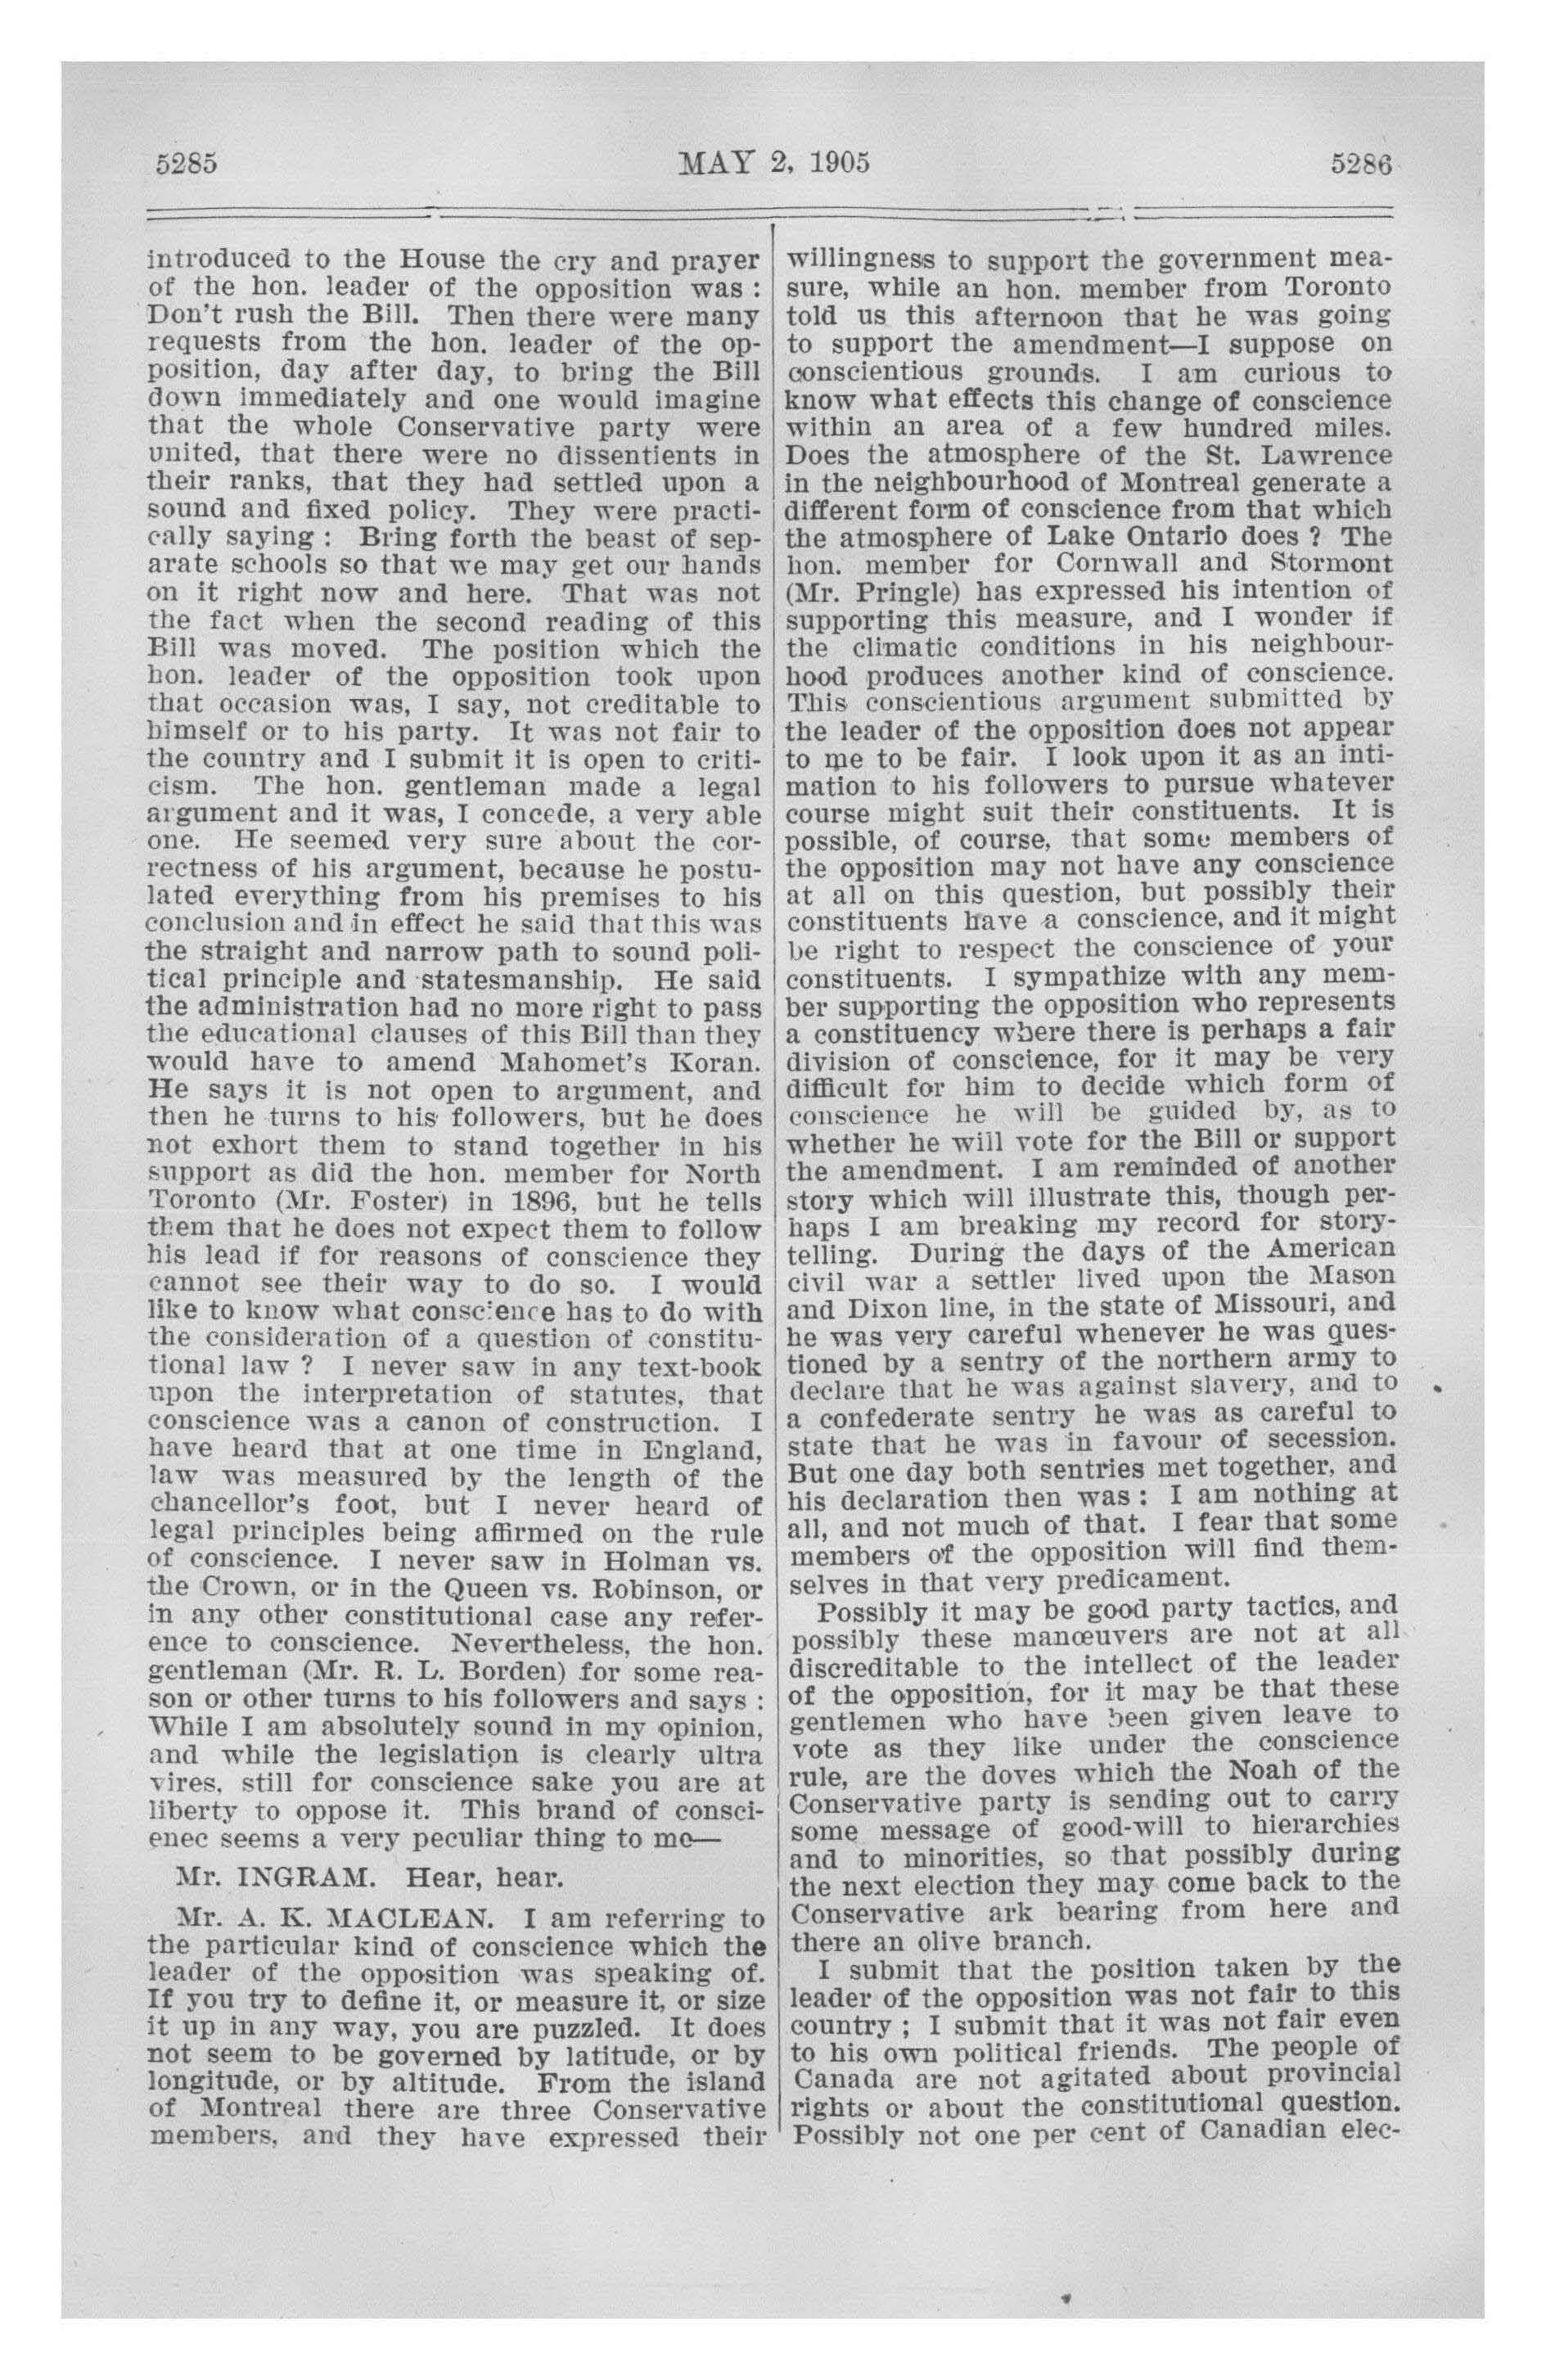 5285
MAY 2, 1905
5286
introduced to the House the cry and prayer
of the hon. leader of the opposition was :
Don't rush the Bill. Then there were many
requests from the hon. leader of the op-
position, day after day, to bring the Bill
down immediately and one would imagine
that the whole Conservative party were
united, that there were no dissentients in
their ranks, that they had settled upon a
sound and fixed policy. They were practi-
cally saying : Bring forth the beast of sep-
arate schools so that we may get our hands
on it right now and here. That was not
the fact when the second reading of this
Bill was moved. The position which the
hon. leader of the opposition took upon
that occasion was, I say, not creditable to
himself or to his party. It was not fair to
the country and I submit it is open to criti-
cism. The hon. gentleman made a legal
argument and it was, I concede, a very able
one. He seemed very sure about the cor-
rectness of his argument, because he postu-
lated everything from his premises to his
conclusion and in effect he said that this was
the straight and narrow path to sound poli-
tical principle and statesmanship. He said
the administration had no more right to pass
the educational clauses of this Bill than they
would have to amend Mahomet's Koran.
He says it is not open to argument, and
then he turns to his followers, but he does
not exhort them to stand together in his
support as did the hon. member for North
Toronto (Mr. Foster) in 1896, but he tells
them that he does not expect them to follow
his lead if for reasons of conscience they
cannot see their way to do so. I would
like to know what conscience has to do with
the consideration of a question of constitu-
tional law ? I never saw in any text-book
upon the interpretation of statutes, that
conscience was a canon of construction. I
have heard that at one time in England,
law was measured by the length of the
chancellor's foot, but I never heard of
legal principles being affirmed on the rule
of conscience. I never saw in Holman vs.
the Crown, or in the Queen vs. Robinson, or
in any other constitutional case any refer-
ence to conscience. Nevertheless, the hon.
gentleman (Mr. R. L. Borden) for some rea-
son or other turns to his followers and says :
While I am absolutely sound in my opinion,
and while the legislation is clearly ultra
vires, still for conscience sake you are at
liberty to oppose it. This brand of consci-
enec seems a very peculiar thing to me—
Mr. INGRAM. Hear, hear.
Mr. A. K. MACLEAN. I am referring to
the particular kind of conscience which the
leader of the opposition was speaking of.
If you try to define it, or measure it, or size
it up in any way, you are puzzled. It does
not seem to be governed by latitude, or by
longitude, or by altitude. From the island
of Montreal there are three Conservative
members, and they have expressed their
willingness to support the government mea-
sure, while an hon. member from Toronto
told us this afternoon that he was going
to support the amendment—I suppose on
conscientious grounds. I am curious to
know what effects this change of conscience
within an area of a few hundred miles.
Does the atmosphere of the St. Lawrence
in the neighbourhood of Montreal generate a
different form of conscience from that which
the atmosphere of Lake Ontario does ? The
hon. member for Cornwall and Stormont
(Mr. Pringle) has expressed his intention of
supporting this measure, and I wonder if
the climatic conditions in his neighbour-
hood produces another kind of conscience.
This conscientious argument submitted by
the leader of the opposition does not appear
to me to be fair. I look upon it as an inti-
mation to his followers to pursue whatever
course might suit their constituents. It is
possible, of course, that some members of
the opposition may not have any conscience
at all on this question, but possibly their
constituents have a conscience, and it might
be right to respect the conscience of your
constituents. I sympathize with any mem-
ber supporting the opposition who represents
a constituency where there is perhaps a fair
division of conscience, for it may be very
difficult for him to decide which form of
conscience he will be guided by, as to
whether he will vote for the Bill or support
the amendment. I am reminded of another
story which will illustrate this, though per-
haps I am breaking my record for story-
telling. During the days of the American
civil war a settler lived upon the Mason
and Dixon line, in the state of Missouri, and
he was very careful whenever he was ques-
tioned by a sentry of the northern army to
declare that he was against slavery, and to
a confederate sentry he was as careful to
state that he was in favour of secession.
But one day both sentries met together, and
his declaration then was : I am nothing at
all, and not much of that. I fear that some
members of the opposition will find them-
selves in that very predicament.
Possibly it may be good party tactics, and
possibly these manœuvers are not at all
discreditable to the intellect of the leader
of the opposition, for it may be that these
gentlemen who have been given leave to
vote as they like under the conscience
rule, are the doves which the Noah of the
Conservative party is sending out to carry
some message of good-will to hierarchies
and to minorities, so that possibly during
the next election they may come back to the
Conservative ark bearing from here and
there an olive branch.
I submit that the position taken by the
leader of the opposition was not fair to this
country ; I submit that it was not fair even
to his own political friends. The people of
Canada are not agitated about provincial
rights or about the constitutional question.
Possibly not one per cent of Canadian elec-